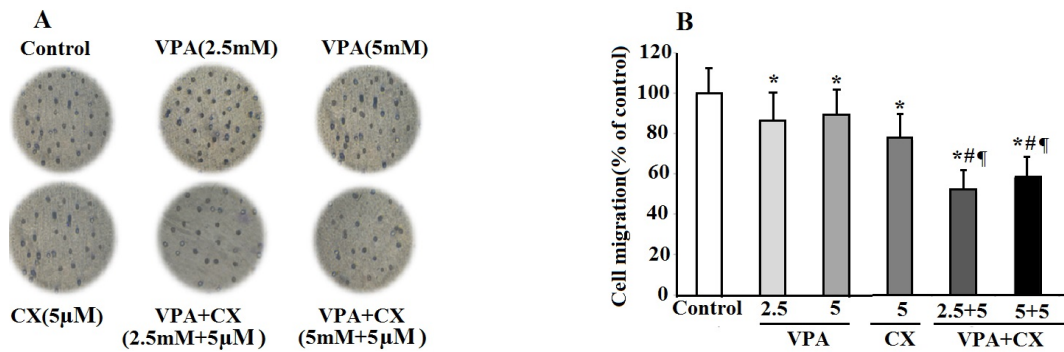 A
Control VPA(2.5mM) VPA(5mM)
CX(5µM) VPA+CX VPA+CX
(2.5mM+5µM) (5mM+5µM)
B
Cell migration(% of control)
120
100
80
60
40
20
0
* * * *#¶ *#¶
Control 2.5 5 5 2.5+5 5+5
VPA CX VPA+CX